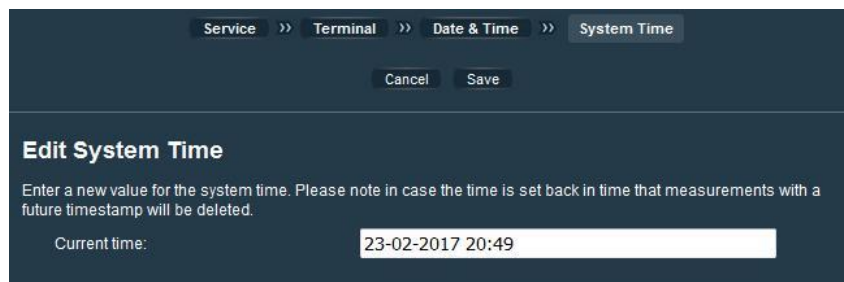 Service » Terminal » Date & Time » System Time
Cancel Save
Edit System Time
Enter a new value for the system time. Please note in case the time is set back in time that measurements with a
future timestamp will be deleted.
Current time: 23-02-2017 20:49